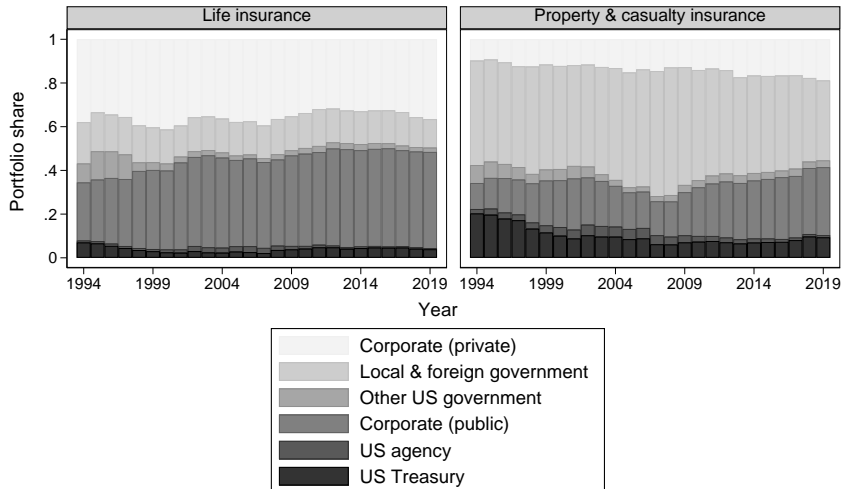 Life insurance
Property & casualty insurance
Portfolio share
1
.8
.6
.4
.2
0
1994 1999 2004 2009 2014 2019
1994 1999 2004 2009 2014 2019
Year
Corporate (private)
Local & foreign government
Other US government
Corporate (public)
US agency
US Treasury